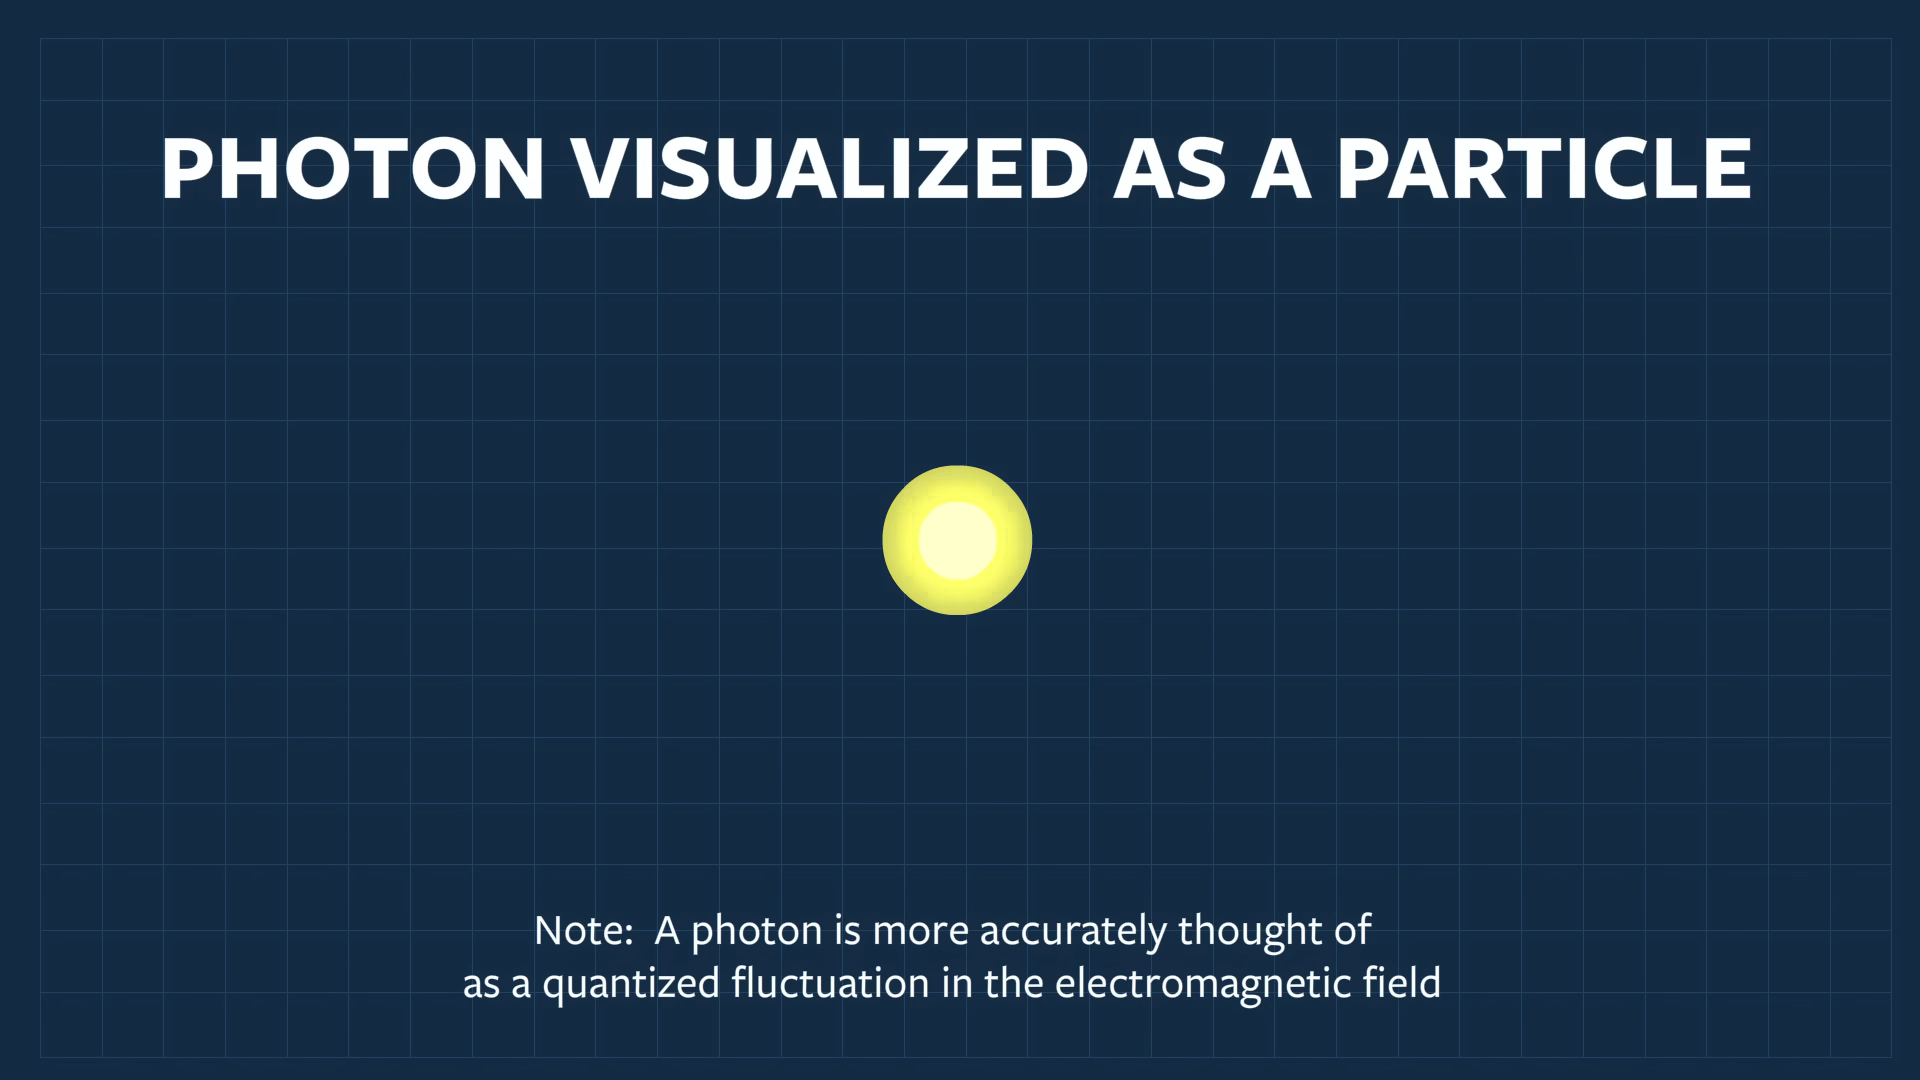 PHOTON VISUALIZED AS A PARTICLE
Note: A photon is more accurately thought of
as a quantized fluctuation in the electromagnetic field